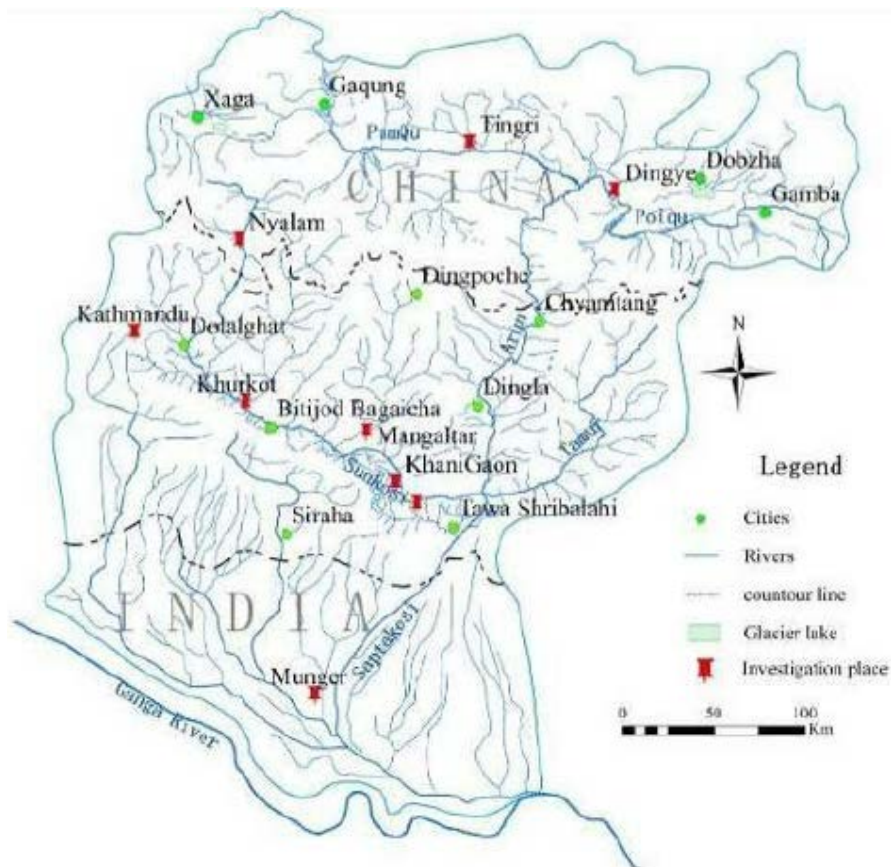 Gaqung
Xaga
Pamqu
Tingri
Dobzha
Dingye
CHINA
Gamba
Poiqu
Nyalam
Dingpoche
Kathmandu
Chyamtang
Dolalghat
Arun
N
Khurkot
Dingla
Bitijod Bagaicha
Mangaltar
Tamur
Khani Gaon
Sunkosi
Legend
Siraha
Tawa Shribalahi
Cities
Rivers
countour line
INDIA
Glacier lake
Saptakosi
Munger
Investigation place
Ganga River
0 50 100
Km